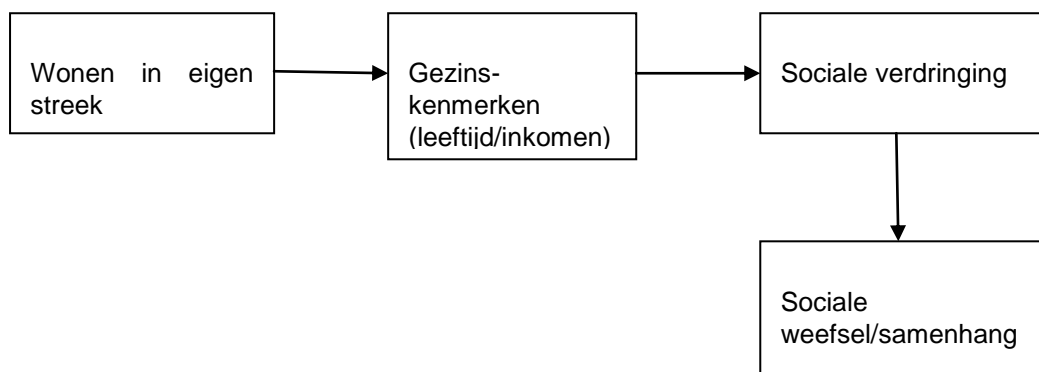 Wonen in eigen
streek
Gezins-
kenmerken
(leeftijd/inkomen)
Sociale verdringing
Sociale
weefsel/samenhang